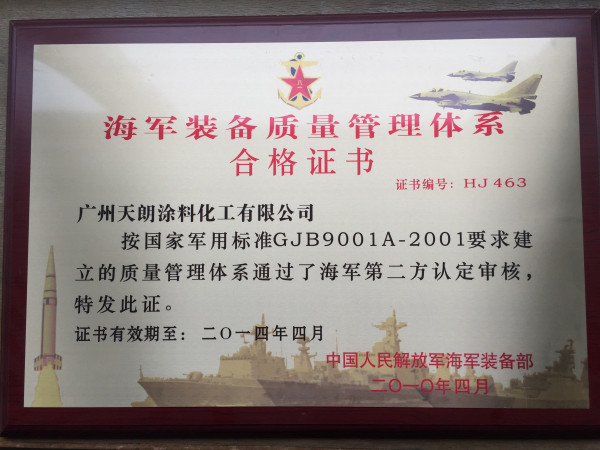 海军装备质量管理体系
合格证书
证书编号：HJ 463
广州天朗涂料化工有限公司
按国家军用标准GJB9001A-2001要求建
立的质量管理体系通过了海军第二方认定审核，
特发此证。
证书有效期至：二〇一四年四月
中国人民解放军海军装备部
二〇一〇年四月